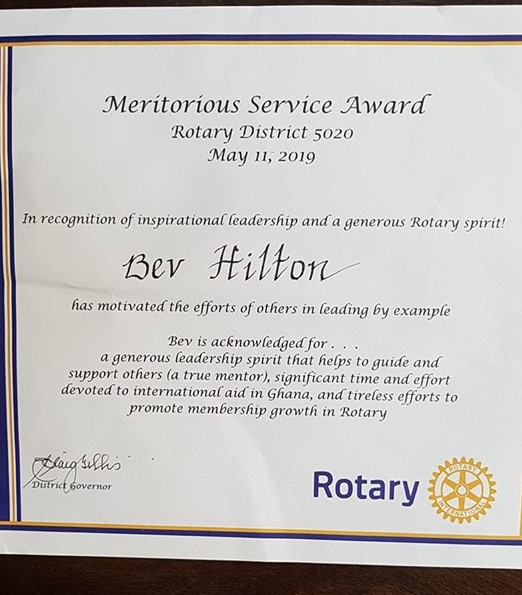 Meritorious Service Award
Rotary District 5020
May 11, 2019
In recognition of inspirational leadership and a generous Rotary spirit!
Bev Hilton
has motivated the efforts of others in leading by example
Bev is acknowledged for . . .
a generous leadership spirit that helps to guide and
support others (a true mentor), significant time and effort
devoted to international aid in Ghana, and tireless efforts to
promote membership growth in Rotary
Craig Gillis
District Governor
Rotary
ROTARY
INTERNATIONAL